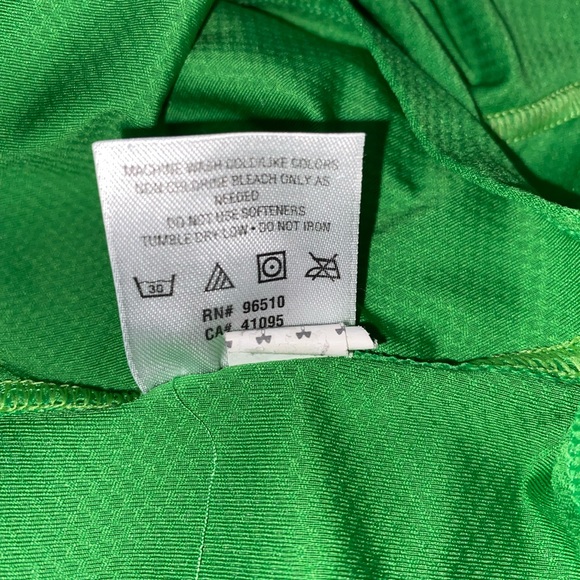 MACHINE WASH COLD/LIKE COLORS
NON CHLORINE BLEACH ONLY AS
NEEDED
DO NOT USE SOFTENERS
TUMBLE DRY LOW • DO NOT IRON
30
RN# 96510
CA# 41095